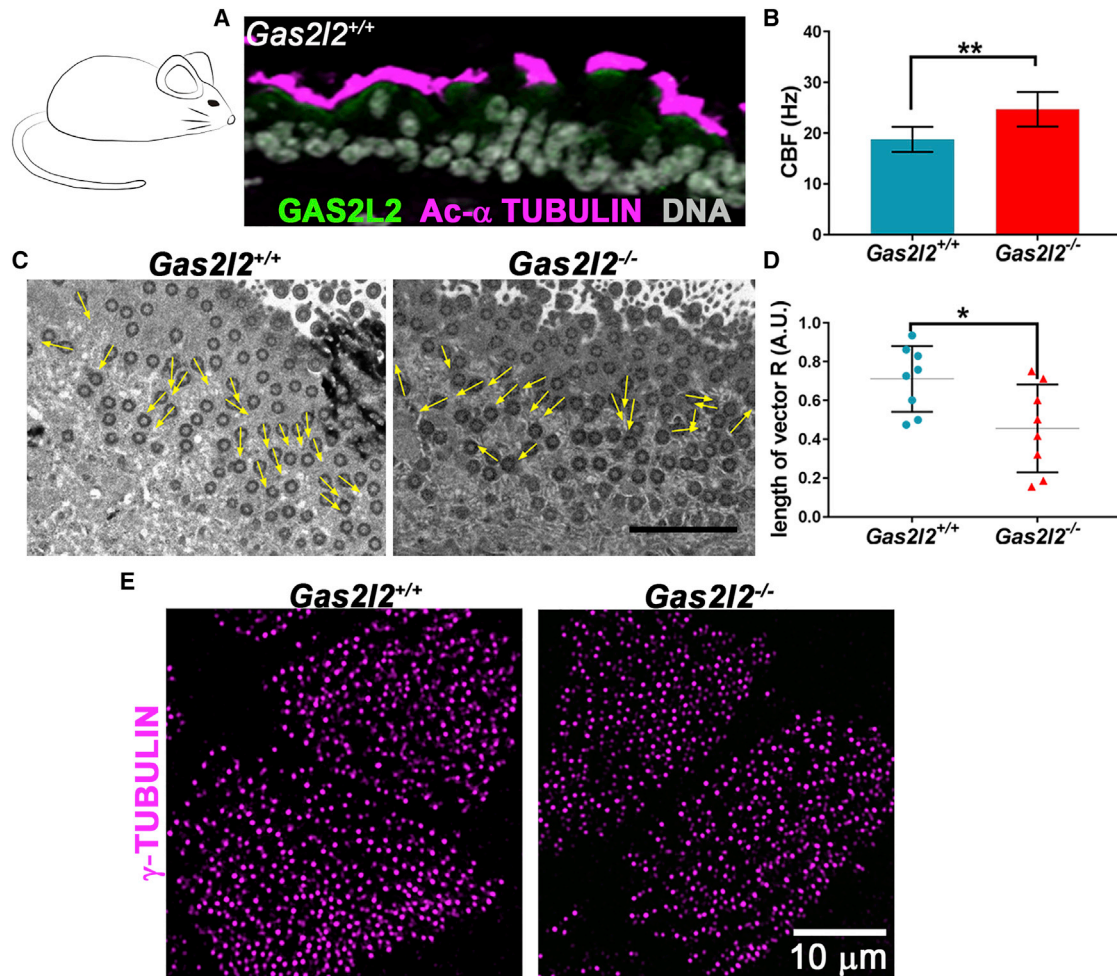 A
Gas2l2+/+
GAS2L2 Ac-α TUBULIN DNA
B
CBF (Hz)
40
30
20
10
0
**
Gas2l2+/+ Gas2l2-/-
C
Gas2l2+/+ Gas2l2-/-
D
length of vector R (A.U.)
1.0
0.8
0.6
0.4
0.2
0.0
*
Gas2l2+/+ Gas2l2-/-
E
Gas2l2+/+ Gas2l2-/-
γ-TUBULIN
10 μm